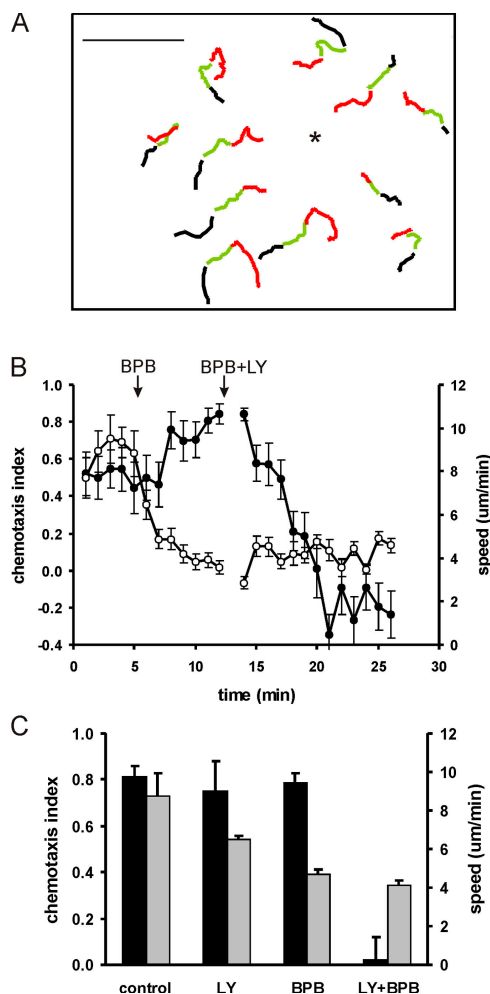 A
*
B
BPB
BPB+LY
1.0
0.8
0.6
0.4
0.2
0.0
-0.2
-0.4
chemotaxis index
12
10
8
6
4
2
0
speed (um/min)
0
5
10
15
20
25
30
time (min)
C
1.0
0.8
0.6
0.4
0.2
0.0
chemotaxis index
12
10
8
6
4
2
0
speed (um/min)
control
LY
BPB
LY+BPB